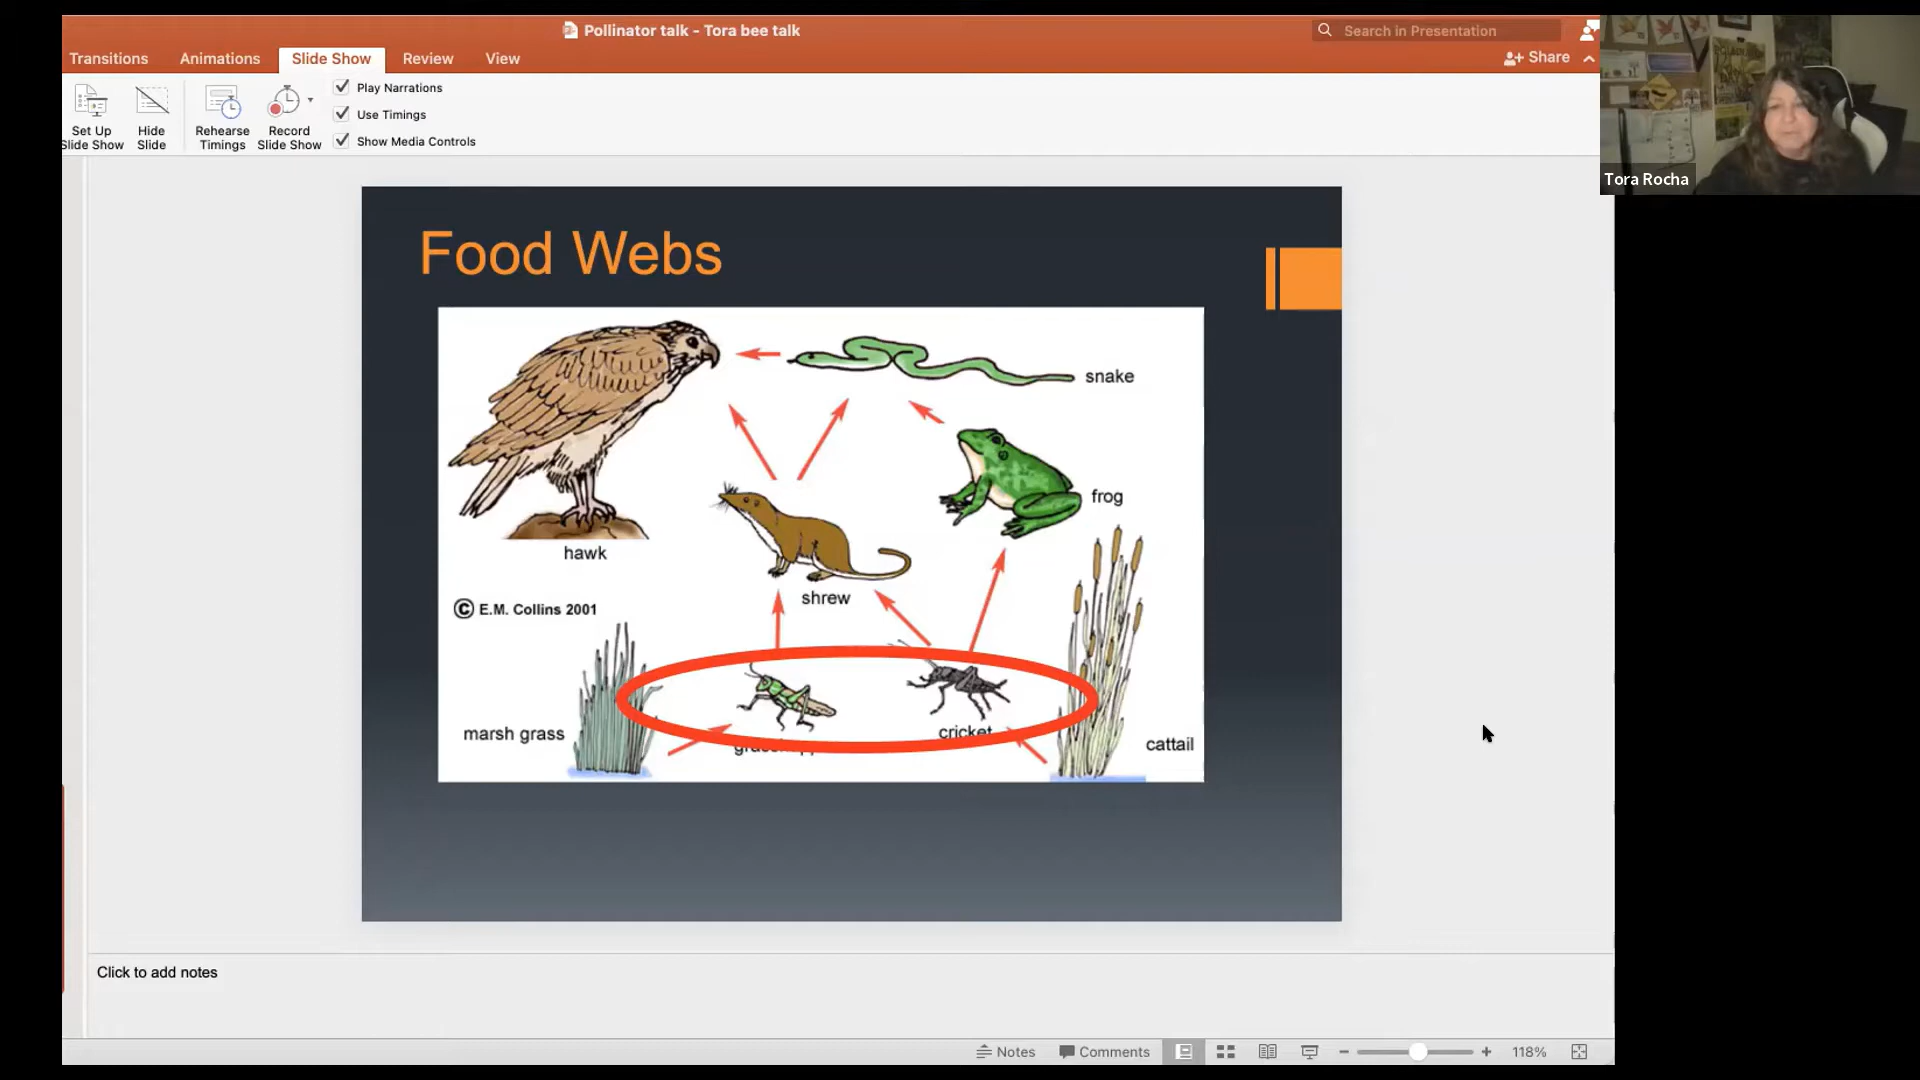 Pollinator talk - Tora bee talk
Search in Presentation
Transitions
Animations
Slide Show
Review
View
Share
Set Up
Slide Show
Hide
Slide
Rehearse
Timings
Record
Slide Show
Play Narrations
Use Timings
Show Media Controls
Tora Rocha
Food Webs
snake
frog
hawk
shrew
© E.M. Collins 2001
marsh grass
cricket
cattail
Click to add notes
Notes
Comments
118%